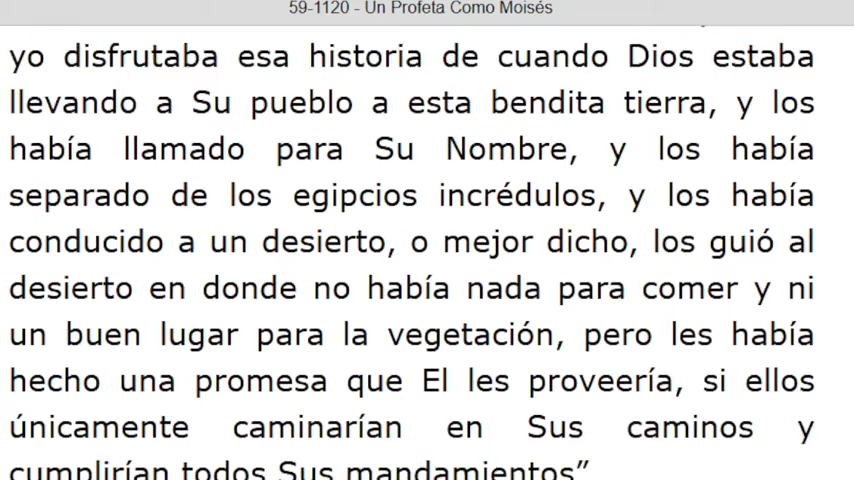 59-1120 - Un Profeta Como Moisés
yo disfrutaba esa historia de cuando Dios estaba
llevando a Su pueblo a esta bendita tierra, y los
había llamado para Su Nombre, y los había
separado de los egipcios incrédulos, y los había
conducido a un desierto, o mejor dicho, los guió al
desierto en donde no había nada para comer y ni
un buen lugar para la vegetación, pero les había
hecho una promesa que El les proveería, si ellos
únicamente caminarían en Sus caminos y
cumplirían todos Sus mandamientos”